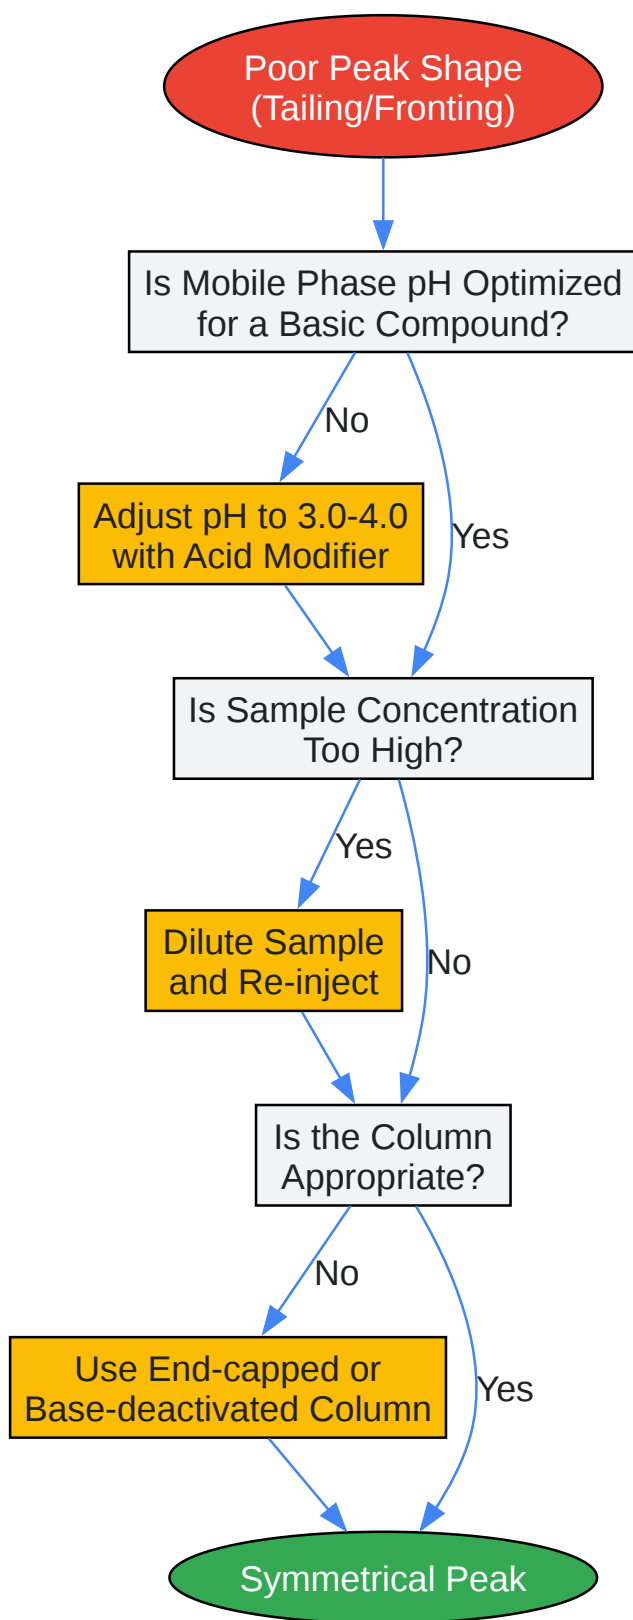 Poor Peak Shape
(Tailing/Fronting)
Is Mobile Phase pH Optimized
for a Basic Compound?
No
Adjust pH to 3.0-4.0
with Acid Modifier
Yes
Is Sample Concentration
Too High?
Yes
Dilute Sample
and Re-inject
No
Is the Column
Appropriate?
No
Use End-capped or
Base-deactivated Column
Yes
Symmetrical Peak